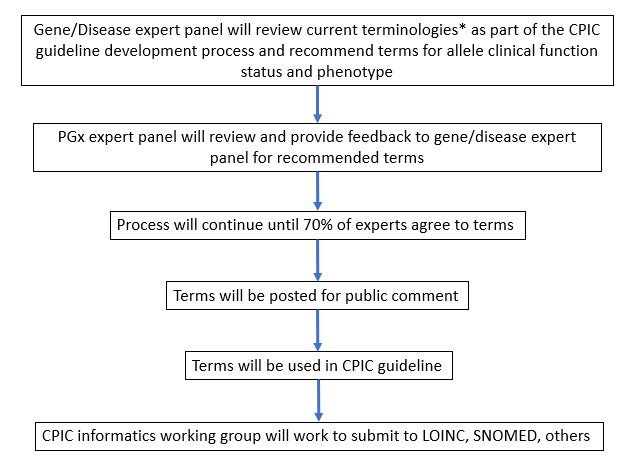 Gene/Disease expert panel will review current terminologies* as part of the CPIC
guideline development process and recommend terms for allele clinical function
status and phenotype
PGx expert panel will review and provide feedback to gene/disease expert
panel for recommended terms
Process will continue until 70% of experts agree to terms
Terms will be posted for public comment
Terms will be used in CPIC guideline
CPIC informatics working group will work to submit to LOINC, SNOMED, others